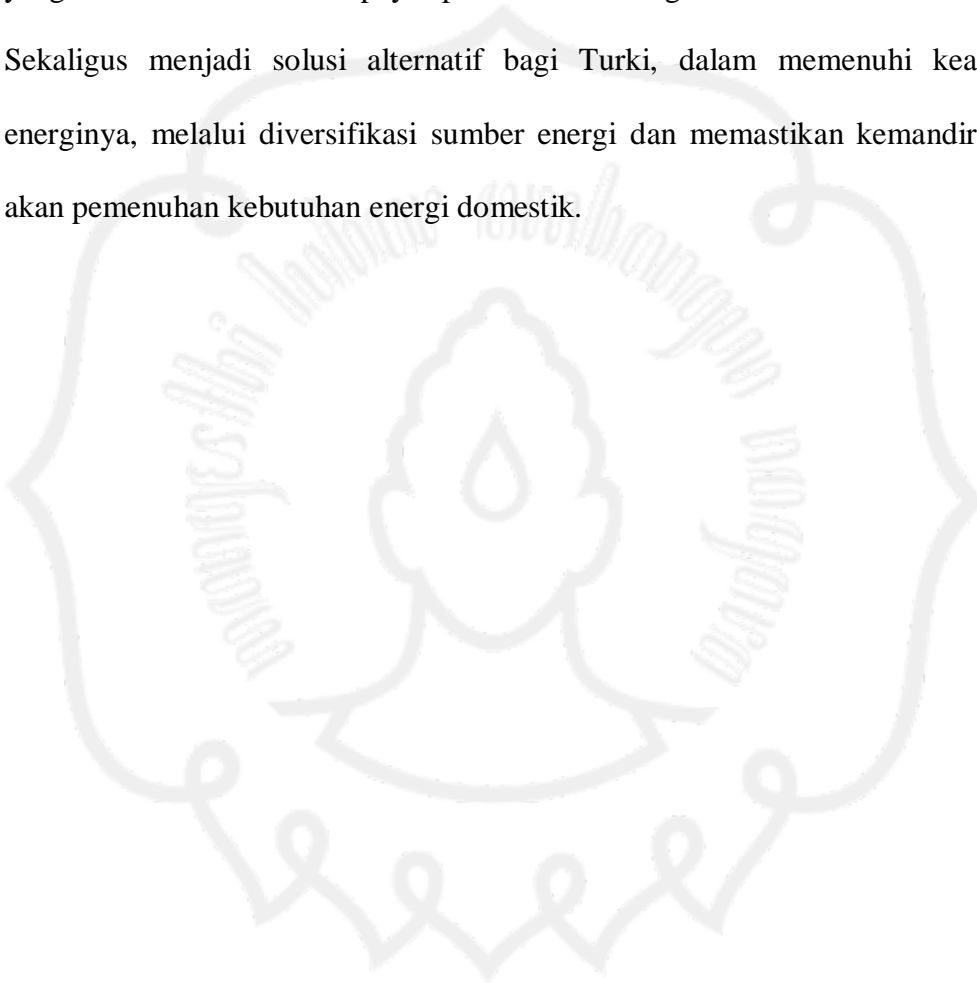 Sekaligus menjadi solusi alternatif bagi Turki, dalam memenuhi kea
energinya, melalui diversifikasi sumber energi dan memastikan kemandir
akan pemenuhan kebutuhan energi domestik.